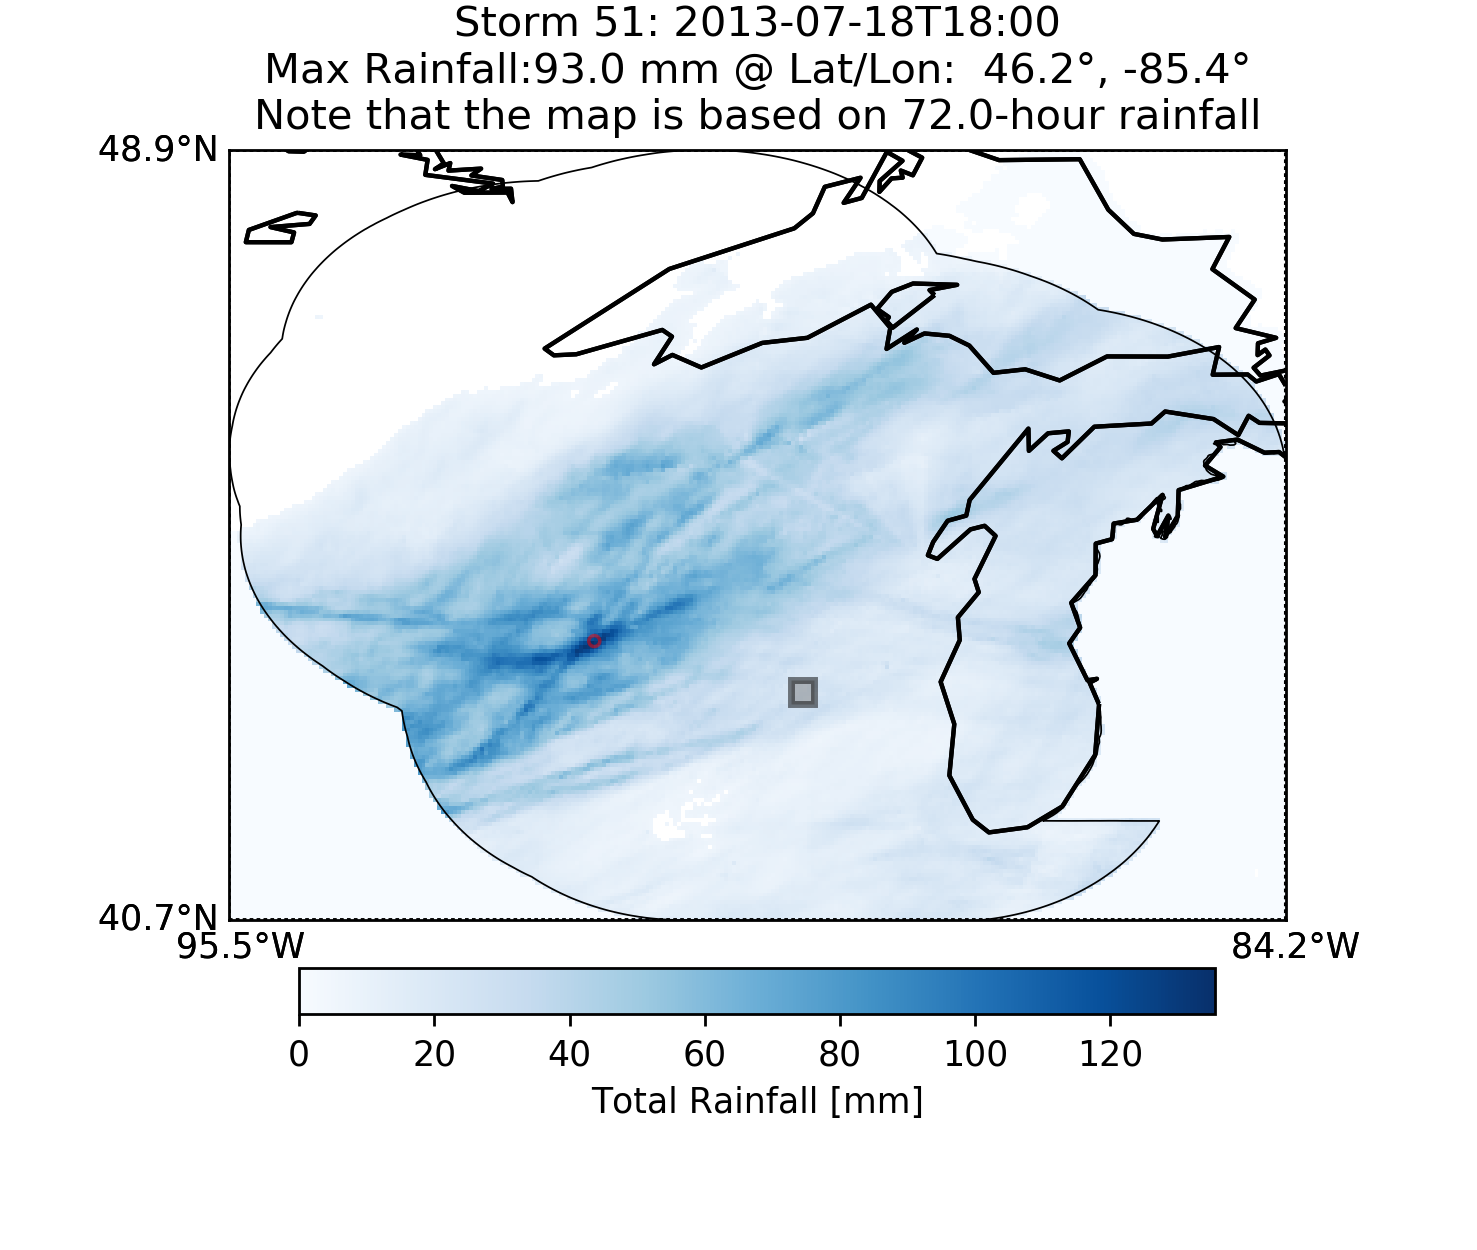 Storm 51: 2013-07-18T18:00
Max Rainfall:93.0 mm @ Lat/Lon:  46.2°, -85.4°
Note that the map is based on 72.0-hour rainfall
48.9°N
40.7°N
95.5°W 84.2°W
0 20 40 60 80 100 120
Total Rainfall [mm]